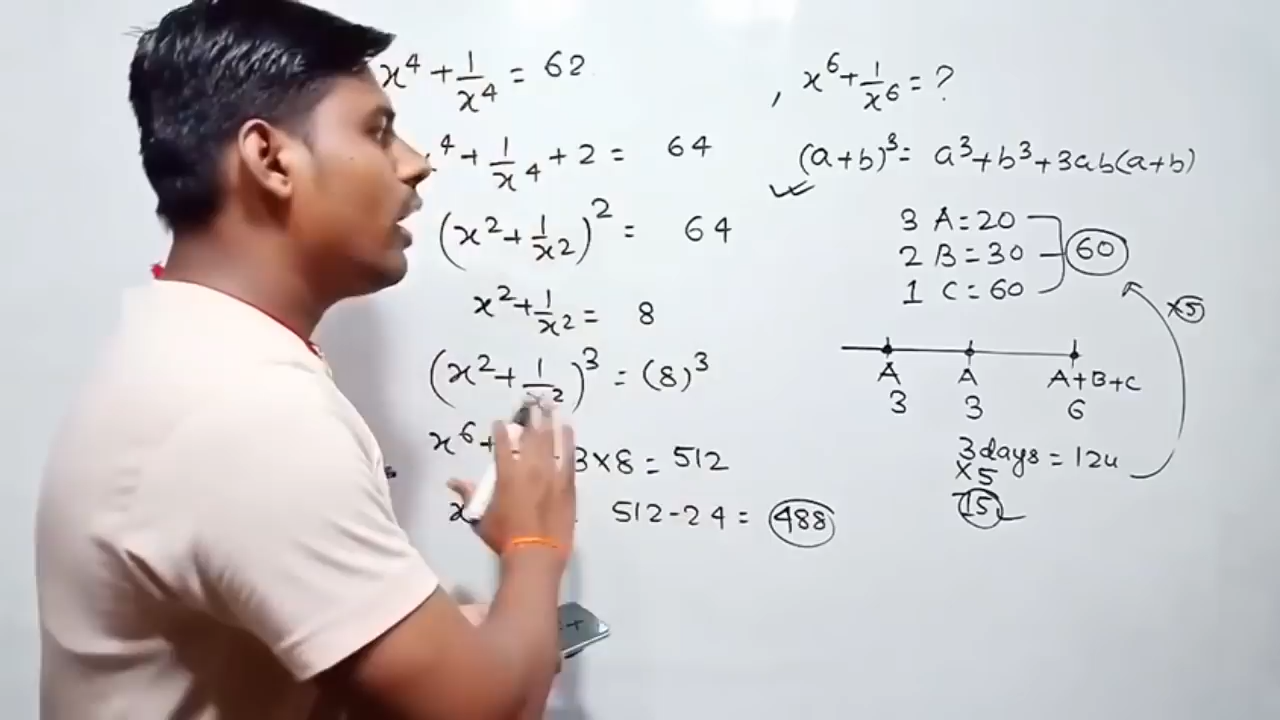 x⁴ + 1/x⁴ = 62
⁴ + 1/x⁴ + 2 = 64
(x² + 1/x²)² = 64
x² + 1/x² = 8
(x² + 1/x²)³ = (8)³
x⁶ + 3×8 = 512
x 512-24 = 488
, x⁶ + 1/x⁶ = ?
(a+b)³ = a³+b³+3ab(a+b)
3 A = 20
2 B = 30
1 C = 60
60
×5
A A A+B+C
3 3 6
3 days = 12u
×5
15